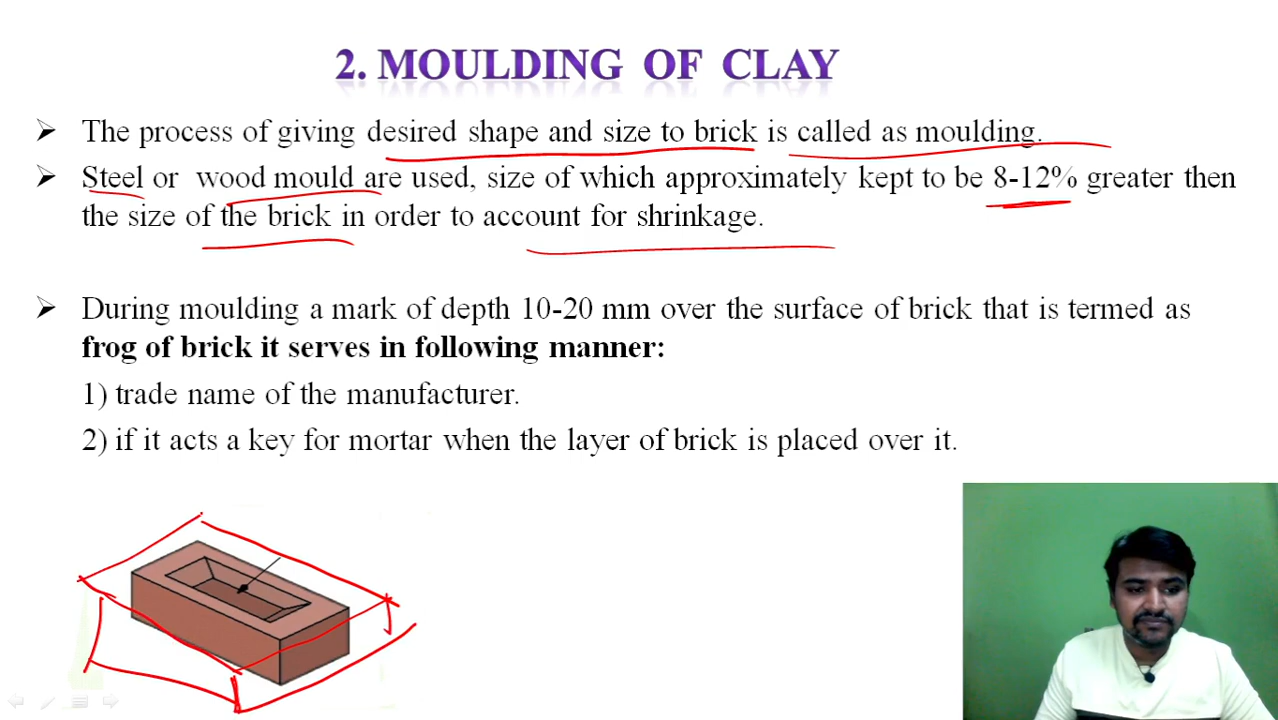 2. MOULDING OF CLAY
The process of giving desired shape and size to brick is called as moulding.
Steel or wood mould are used, size of which approximately kept to be 8-12% greater then
the size of the brick in order to account for shrinkage.
During moulding a mark of depth 10-20 mm over the surface of brick that is termed as
frog of brick it serves in following manner:
1) trade name of the manufacturer.
2) if it acts a key for mortar when the layer of brick is placed over it.